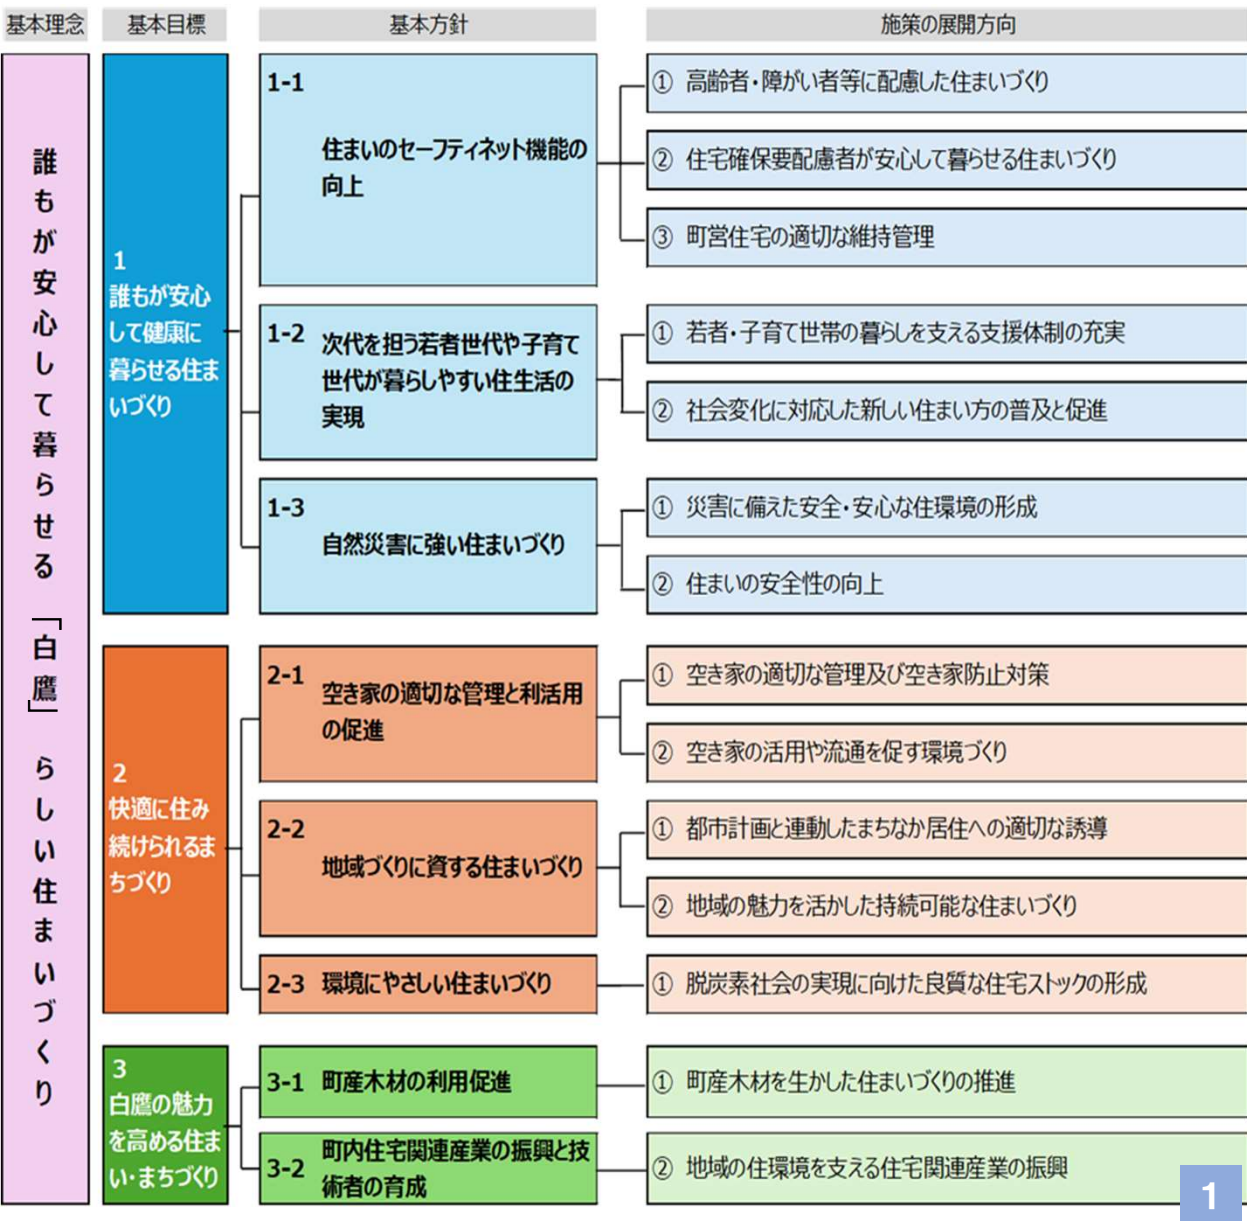 基本理念
基本目標
基本方針
施策の展開方向
誰もが安心して暮らせる「白鷹」らしい住まいづくり
1
誰もが安心
して健康に
暮らせる住ま
いづくり
1-1
住まいのセーフティネット機能の
向上
① 高齢者・障がい者等に配慮した住まいづくり
② 住宅確保要配慮者が安心して暮らせる住まいづくり
③ 町営住宅の適切な維持管理
1-2
次代を担う若者世代や子育て
世代が暮らしやすい住生活の
実現
① 若者・子育て世帯の暮らしを支える支援体制の充実
② 社会変化に対応した新しい住まい方の普及と促進
1-3
自然災害に強い住まいづくり
① 災害に備えた安全・安心な住環境の形成
② 住まいの安全性の向上
2
快適に住み
続けられるま
ちづくり
2-1
空き家の適切な管理と利活用
の促進
① 空き家の適切な管理及び空き家防止対策
② 空き家の活用や流通を促す環境づくり
2-2
地域づくりに資する住まいづくり
① 都市計画と連動したまちなか居住への適切な誘導
② 地域の魅力を活かした持続可能な住まいづくり
2-3 環境にやさしい住まいづくり
① 脱炭素社会の実現に向けた良質な住宅ストックの形成
3
白鷹の魅力
を高める住ま
い・まちづくり
3-1 町産木材の利用促進
① 町産木材を生かした住まいづくりの推進
3-2
町内住宅関連産業の振興と技
術者の育成
② 地域の住環境を支える住宅関連産業の振興
1